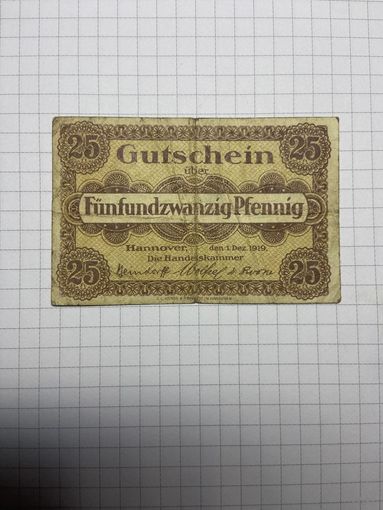 25 Gutschein 25
über
Fünfundzwanzig Pfennig
Hannover, den 1. Dez. 1919.
Die Handelskammer
25 25